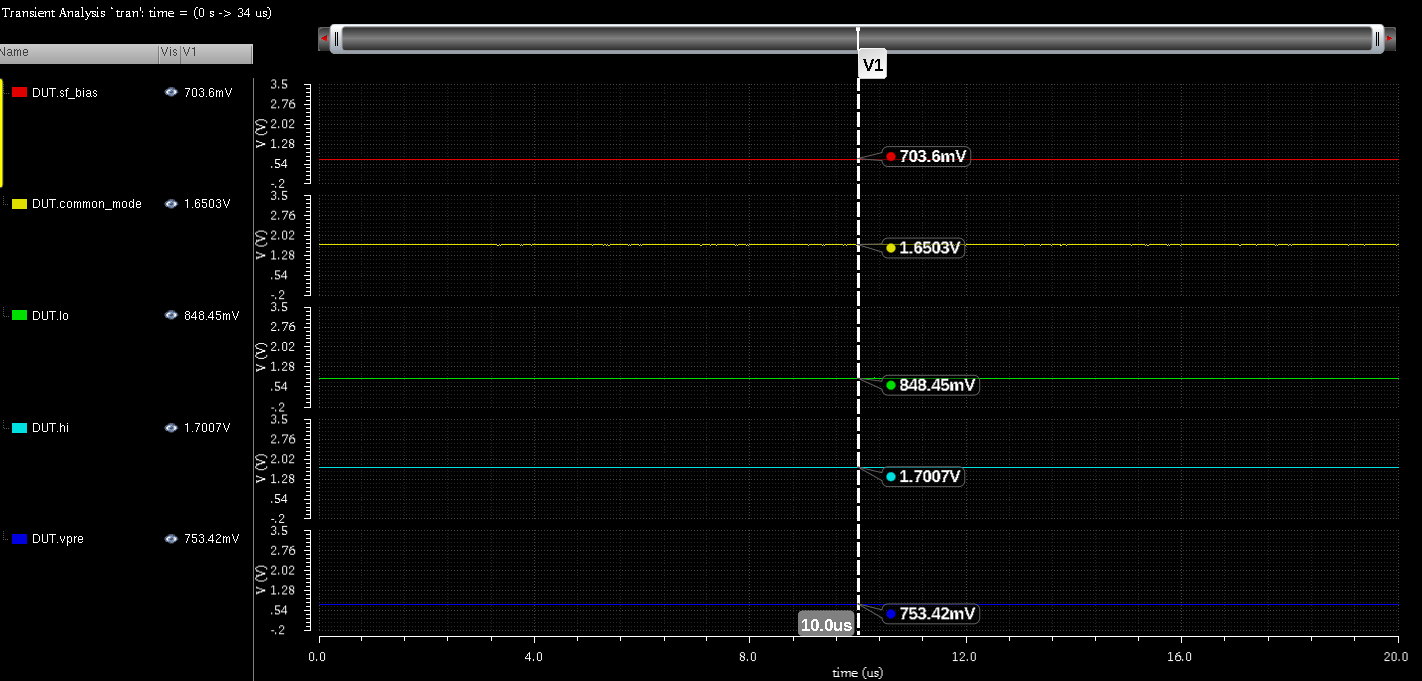 Transient Analysis `tran': time = (0 s -> 34 us)
Name Vis V1
V1
DUT.sf_bias 703.6mV
DUT.common_mode 1.6503V
DUT.lo 848.45mV
DUT.hi 1.7007V
DUT.vpre 753.42mV
V (V)
3.5
2.76
2.02
1.28
.54
-.2
703.6mV
V (V)
3.5
2.76
2.02
1.28
.54
-.2
1.6503V
V (V)
3.5
2.76
2.02
1.28
.54
-.2
848.45mV
V (V)
3.5
2.76
2.02
1.28
.54
-.2
1.7007V
V (V)
3.5
2.76
2.02
1.28
.54
-.2
753.42mV
10.0us
0.0 4.0 8.0 12.0 16.0 20.0
time (us)